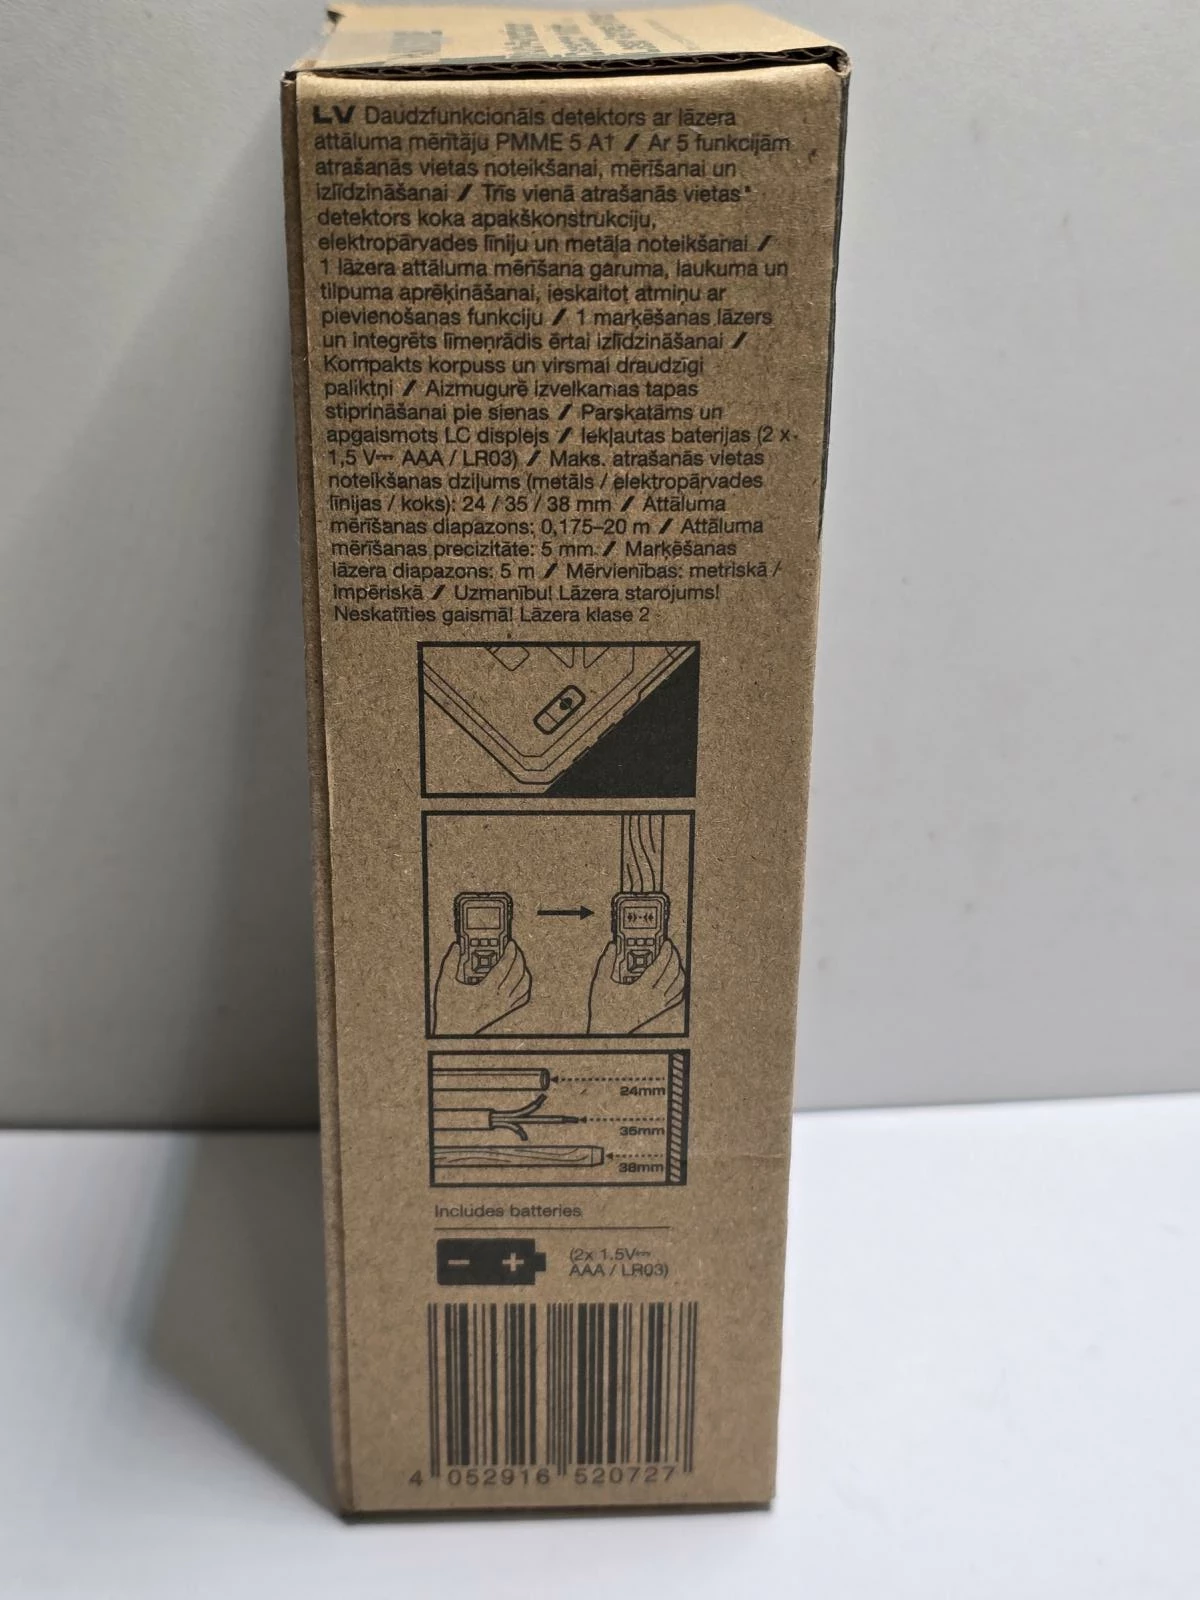 LV Daudzfunkcionāls detektors ar lāzera
attāluma mērītāju PMME 5 A1 / Ar 5 funkcijām
atrašanās vietas noteikšanai, mērīšanai un
izlīdzināšanai / Trīs vienā atrašanās vietas
detektors koka apakškonstrukciju,
elektropārvades līniju un metāla noteikšanai /
1 lāzera attāluma mērīšana garuma, laukuma un
tilpuma aprēķināšanai, ieskaitot atmiņu ar
pievienošanas funkciju / 1 marķēšanas lāzers
un integrēts līmeņrādis ērtai izlīdzināšanai /
Kompakts korpuss un virsmai draudzīgi
paliktņi / Aizmugurē izvelkamas tapas
stiprināšanai pie sienas / Pārskatāms un
apgaismots LC displejs / Iekļautas baterijas (2 x
1,5 V⎓ AAA / LR03) / Maks. atrašanās vietas
noteikšanas dziļums (metāls / elektropārvades
līnijas / koks): 24 / 35 / 38 mm / Attāluma
mērīšanas diapazons: 0,175–20 m / Attāluma
mērīšanas precizitāte: 5 mm / Marķēšanas
lāzera diapazons: 5 m / Mērvienības: metriskā /
Impēriskā / Uzmanību! Lāzera starojums!
Neskatīties gaismā! Lāzera klase 2
24mm
35mm
38mm
Includes batteries
(2x 1.5V⎓
AAA / LR03)
4 052916 520727